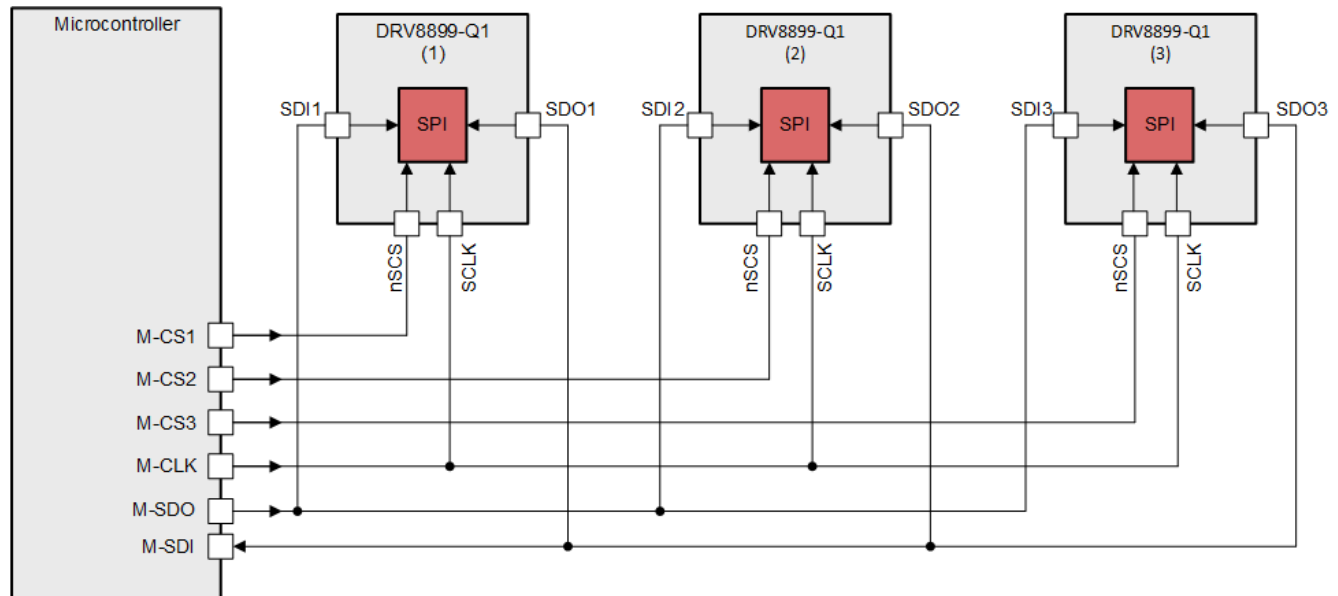 Microcontroller
DRV8899-Q1
(1)
DRV8899-Q1
(2)
DRV8899-Q1
(3)
SDI1
SPI
SDO1
SDI2
SPI
SDO2
SDI3
SPI
SDO3
nSCS
SCLK
nSCS
SCLK
nSCS
SCLK
M-CS1
M-CS2
M-CS3
M-CLK
M-SDO
M-SDI